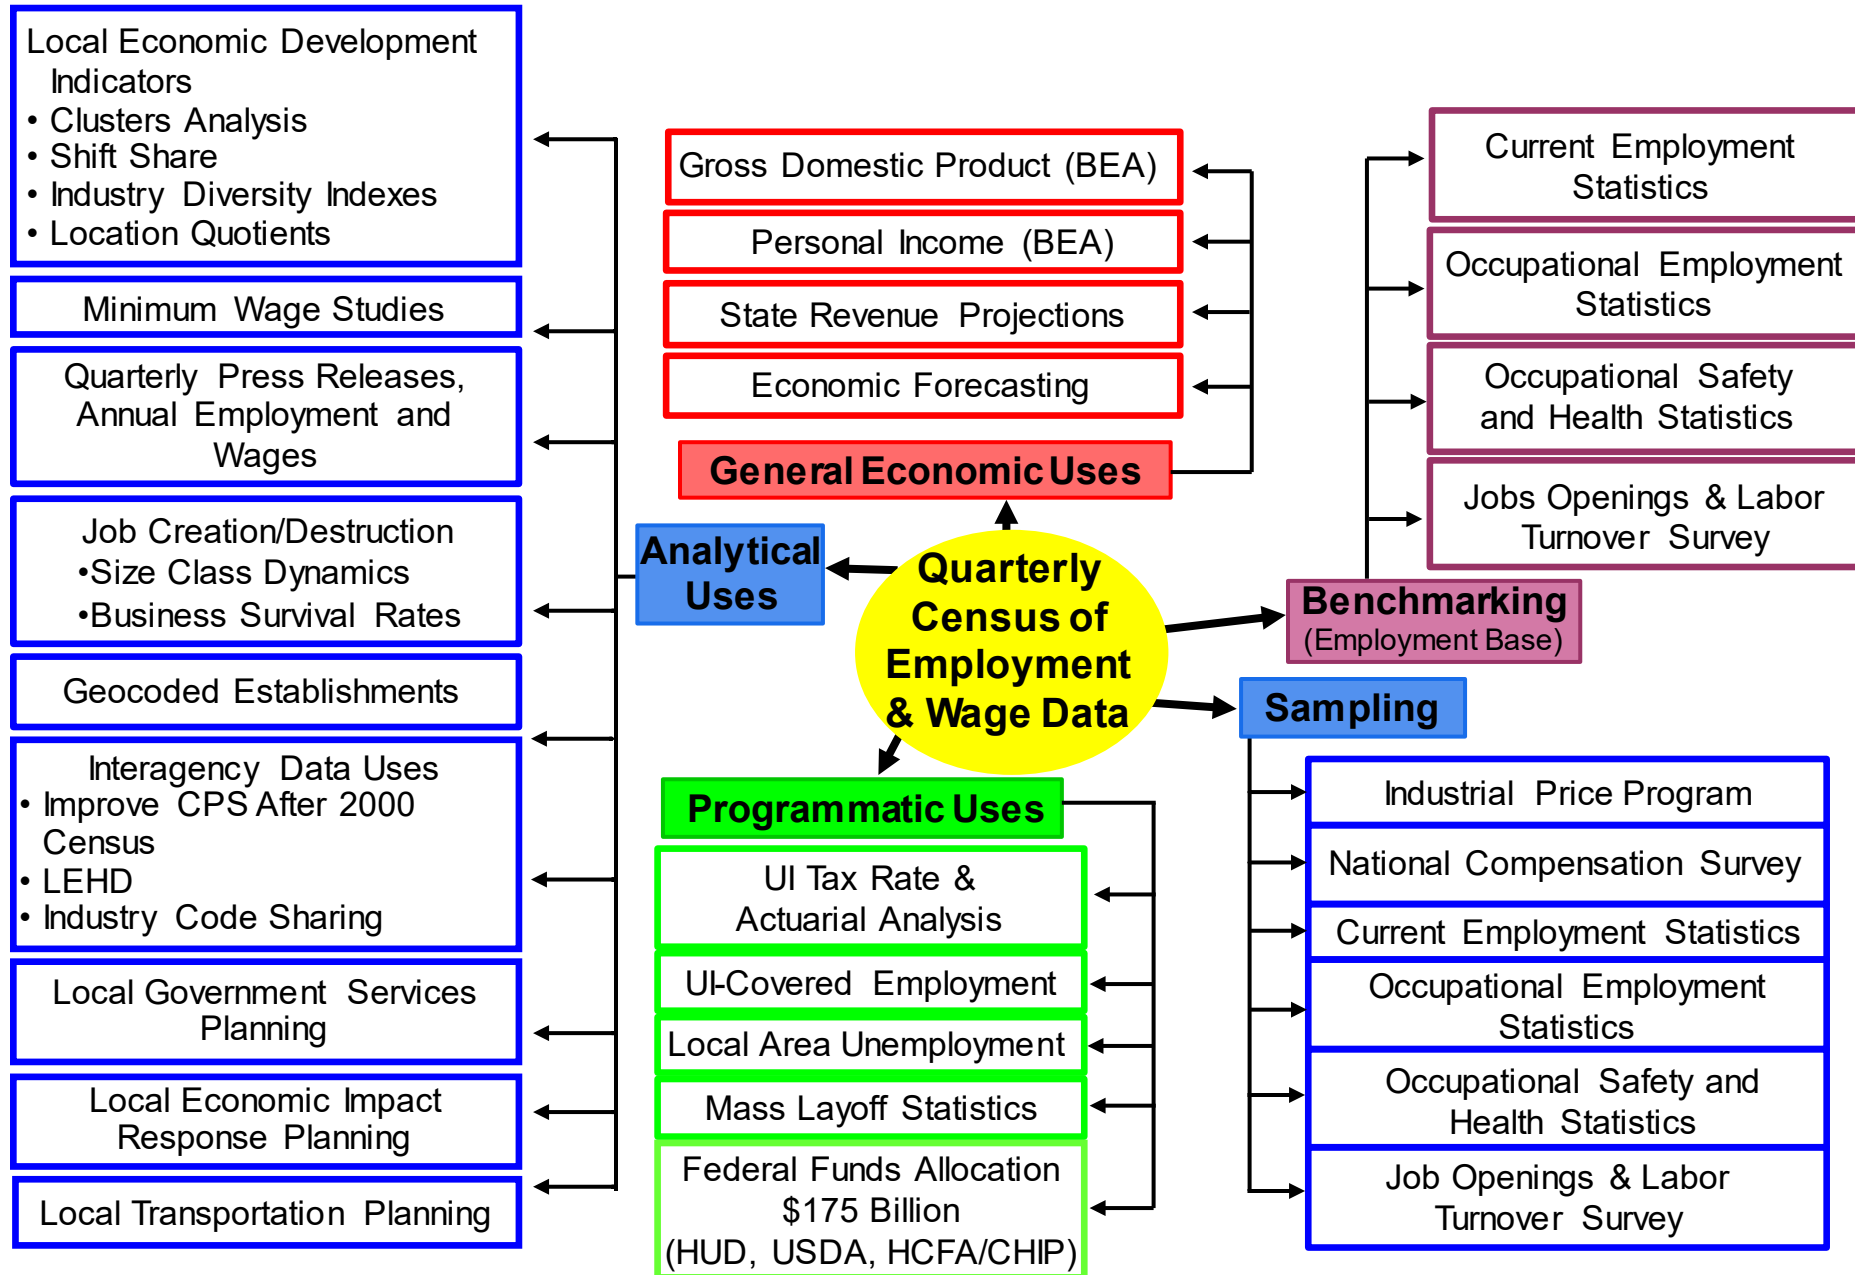 Local Economic Development
Indicators
• Clusters Analysis
• Shift Share
• Industry Diversity Indexes
• Location Quotients
Minimum Wage Studies
Quarterly Press Releases,
Annual Employment and
Wages
Job Creation/Destruction
•Size Class Dynamics
•Business Survival Rates
Geocoded Establishments
Interagency Data Uses
• Improve CPS After 2000
Census
• LEHD
• Industry Code Sharing
Local Government Services
Planning
Local Economic Impact
Response Planning
Local Transportation Planning
Analytical
Uses
Gross Domestic Product (BEA)
Personal Income (BEA)
State Revenue Projections
Economic Forecasting
General Economic Uses
Quarterly
Census of
Employment
& Wage Data
Programmatic Uses
UI Tax Rate &
Actuarial Analysis
UI-Covered Employment
Local Area Unemployment
Mass Layoff Statistics
Federal Funds Allocation
$175 Billion
(HUD, USDA, HCFA/CHIP)
Current Employment
Statistics
Occupational Employment
Statistics
Occupational Safety
and Health Statistics
Jobs Openings & Labor
Turnover Survey
Benchmarking
(Employment Base)
Sampling
Industrial Price Program
National Compensation Survey
Current Employment Statistics
Occupational Employment
Statistics
Occupational Safety and
Health Statistics
Job Openings & Labor
Turnover Survey